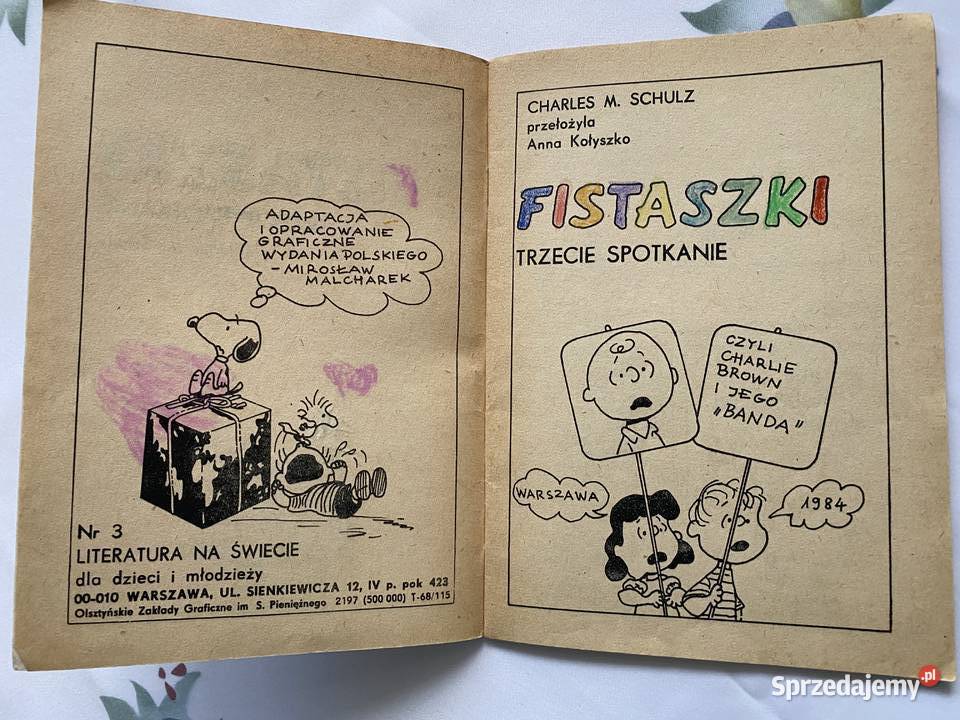 ADAPTACJA
I OPRACOWANIE
GRAFICZNE
WYDANIA POLSKIEGO
- MIROSŁAW
MALCHAREK
Nr 3
LITERATURA NA ŚWIECIE
dla dzieci i młodzieży
00-010 WARSZAWA, UL. SIENKIEWICZA 12, IV p. pok 423
Olsztyńskie Zakłady Graficzne im S. Pieniężnego 2197 (500 000) T-68/115
CHARLES M. SCHULZ
przełożyla
Anna Kołyszko
FISTASZKI
TRZECIE SPOTKANIE
CZYLI
CHARLIE
BROWN
I JEGO
„BANDA"
WARSZAWA
1984
Sprzedajemy.pl